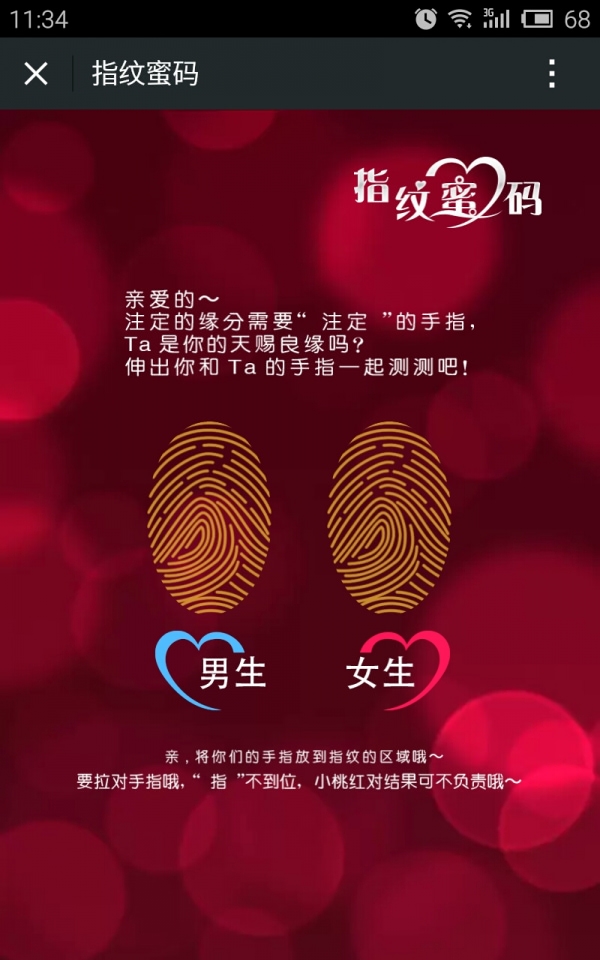 11:34
3G
68
指纹蜜码
指纹蜜码
亲爱的～
注定的缘分需要“ 注定 ”的手指，
Ta 是你的天赐良缘吗？
伸出你和 Ta 的手指一起测测吧！
男生
女生
亲，将你们的手指放到指纹的区域哦～
要拉对手指哦，“ 指 ”不到位，小桃红对结果可不负责哦～